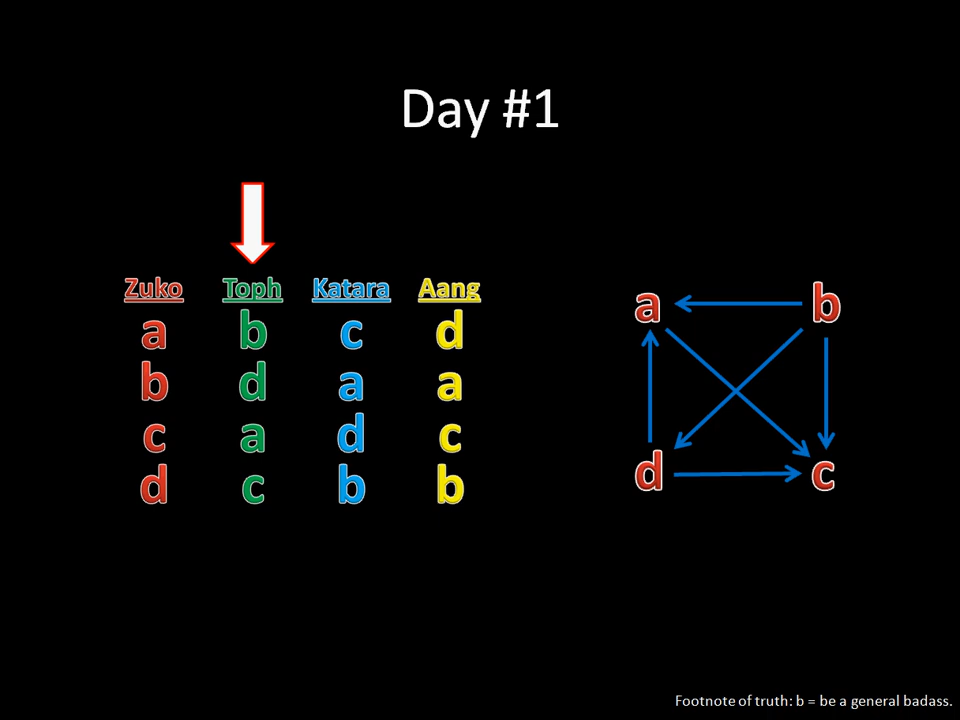 Day #1
Zuko Toph Katara Aang
a b c d
b d a a
c a d c
d c b b
a b
d c
Footnote of truth: b = be a general badass.